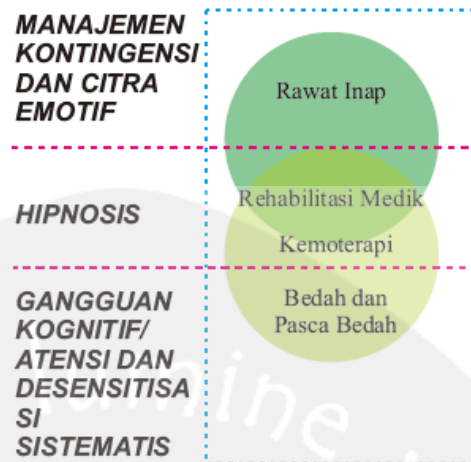 MANAJEMEN
KONTINGENSI
DAN CITRA
EMOTIF
Rawat Inap
HIPNOSIS
Rehabilitasi Medik
Kemoterapi
GANGGUAN
KOGNITIF/
ATENSI DAN
DESENSITISA
SI
SISTEMATIS
Bedah dan
Pasca Bedah
lumine